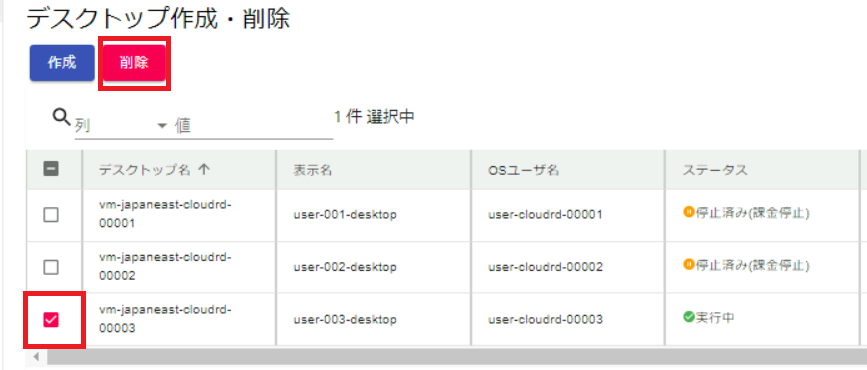 デスクトップ作成・削除
作成
削除
列
値
1 件 選択中
デスクトップ名 ↑
表示名
OSユーザ名
ステータス
vm-japaneast-cloudrd-
00001
user-001-desktop
user-cloudrd-00001
停止済み(課金停止)
vm-japaneast-cloudrd-
00002
user-002-desktop
user-cloudrd-00002
停止済み(課金停止)
vm-japaneast-cloudrd-
00003
user-003-desktop
user-cloudrd-00003
実行中